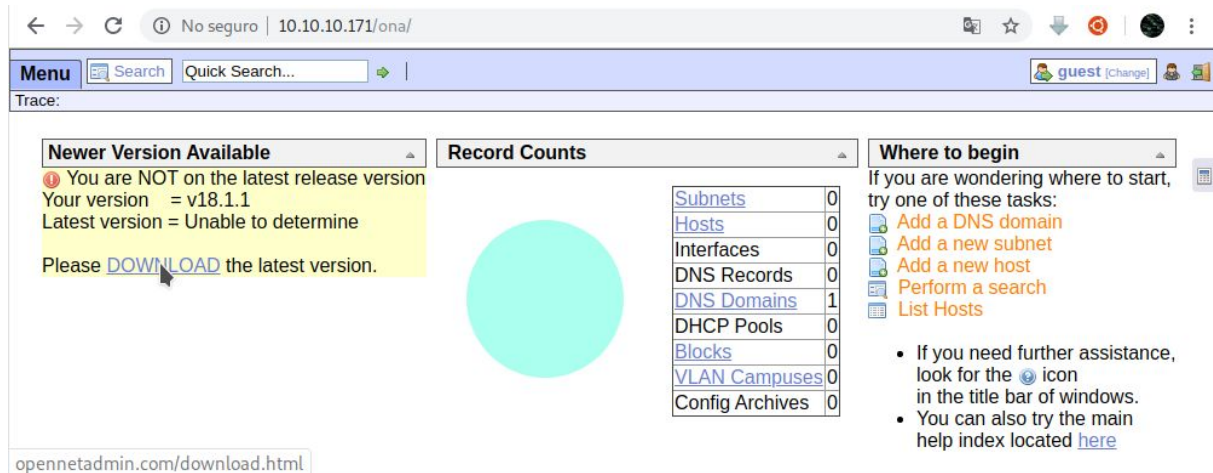 No seguro | 10.10.10.171/ona/
Menu Search Quick Search... guest [Change]
Trace:
Newer Version Available
You are NOT on the latest release version
Your version = v18.1.1
Latest version = Unable to determine
Please DOWNLOAD the latest version.
Record Counts
Subnets 0
Hosts 0
Interfaces 0
DNS Records 0
DNS Domains 1
DHCP Pools 0
Blocks 0
VLAN Campuses 0
Config Archives 0
Where to begin
If you are wondering where to start,
try one of these tasks:
Add a DNS domain
Add a new subnet
Add a new host
Perform a search
List Hosts
• If you need further assistance,
look for the icon
in the title bar of windows.
• You can also try the main
help index located here
opennetadmin.com/download.html